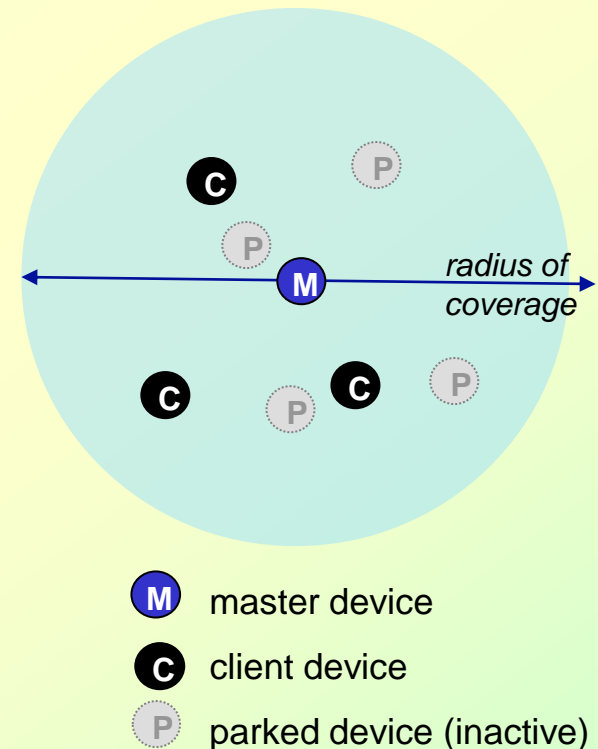 C
P
P
M
radius of
coverage
C
P
C
P
M master device
C client device
P parked device (inactive)